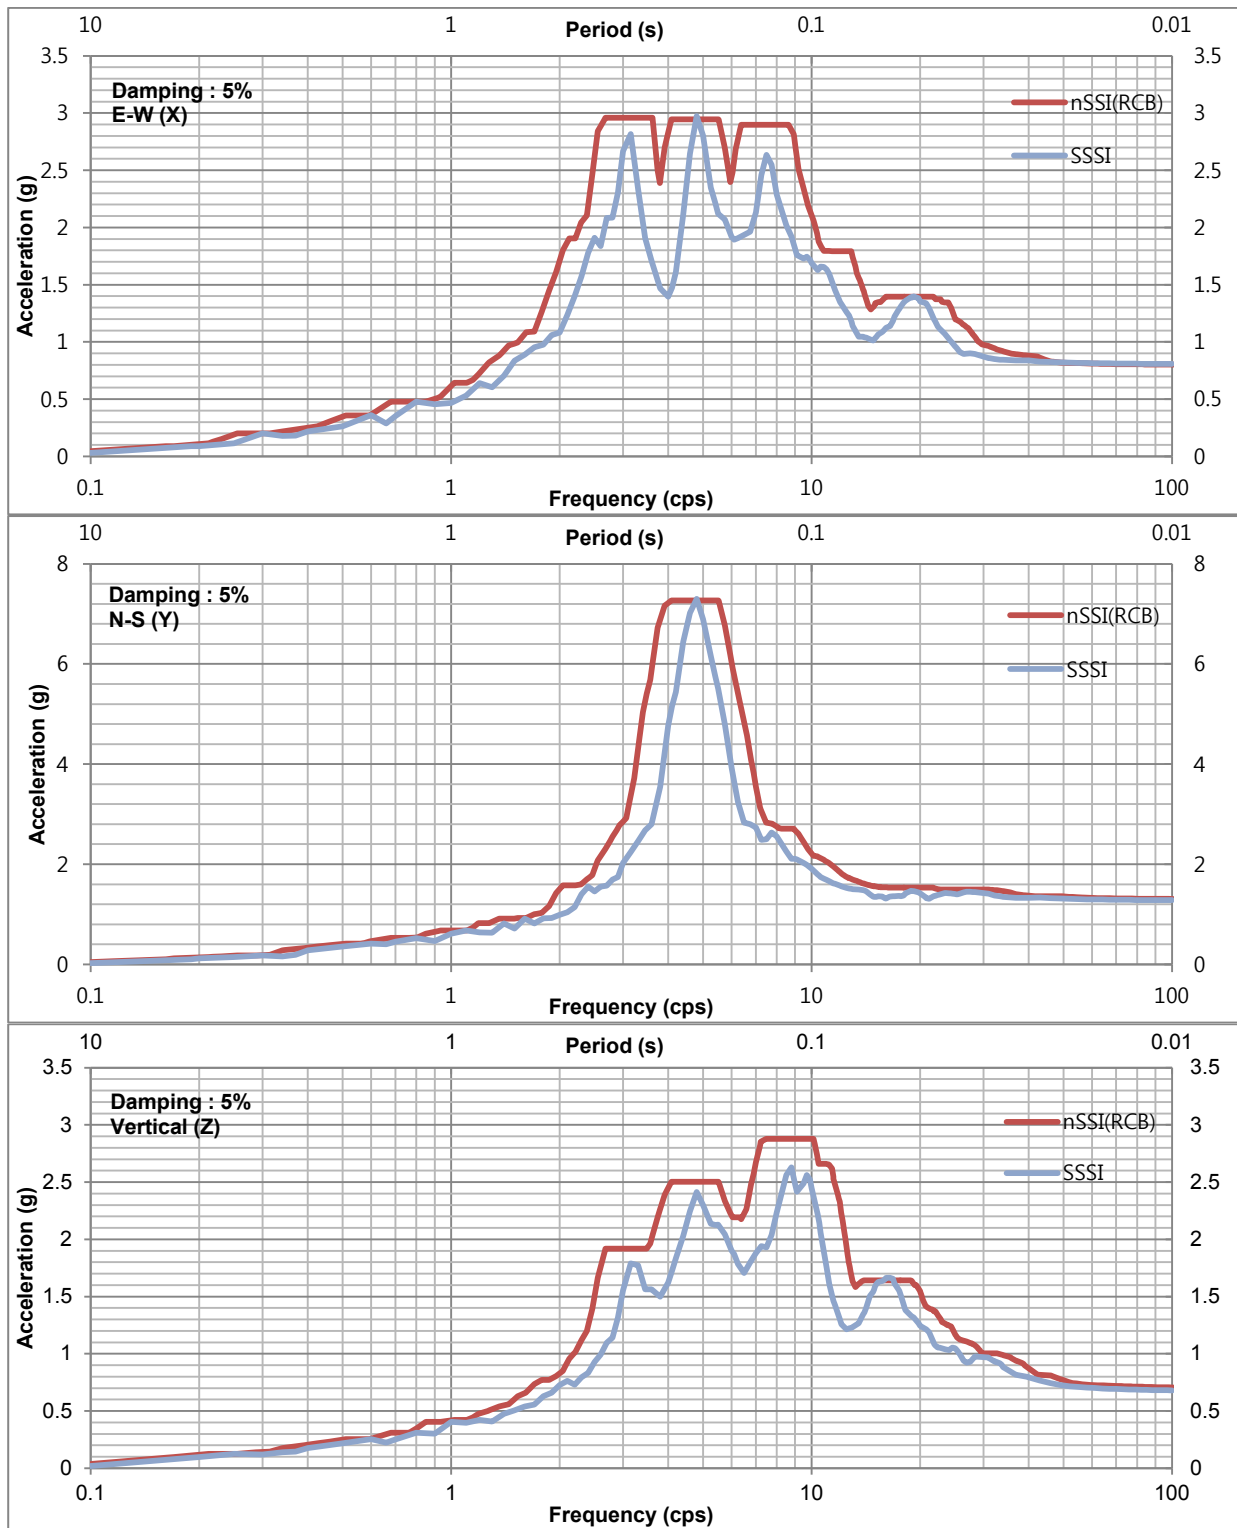 10 1 Period (s) 0.1 0.01
3.5 3.5
Damping : 5%
E-W (X)
nSSI(RCB)
SSSI
3 3
2.5 2.5
2 2
1.5 1.5
1 1
0.5 0.5
0 0
Acceleration (g)
0.1 1 10 100
Frequency (cps)
10 1 Period (s) 0.1 0.01
8 8
Damping : 5%
N-S (Y)
nSSI(RCB)
SSSI
6 6
4 4
2 2
0 0
Acceleration (g)
0.1 1 10 100
Frequency (cps)
10 1 Period (s) 0.1 0.01
3.5 3.5
Damping : 5%
Vertical (Z)
nSSI(RCB)
SSSI
3 3
2.5 2.5
2 2
1.5 1.5
1 1
0.5 0.5
0 0
Acceleration (g)
0.1 1 10 100
Frequency (cps)